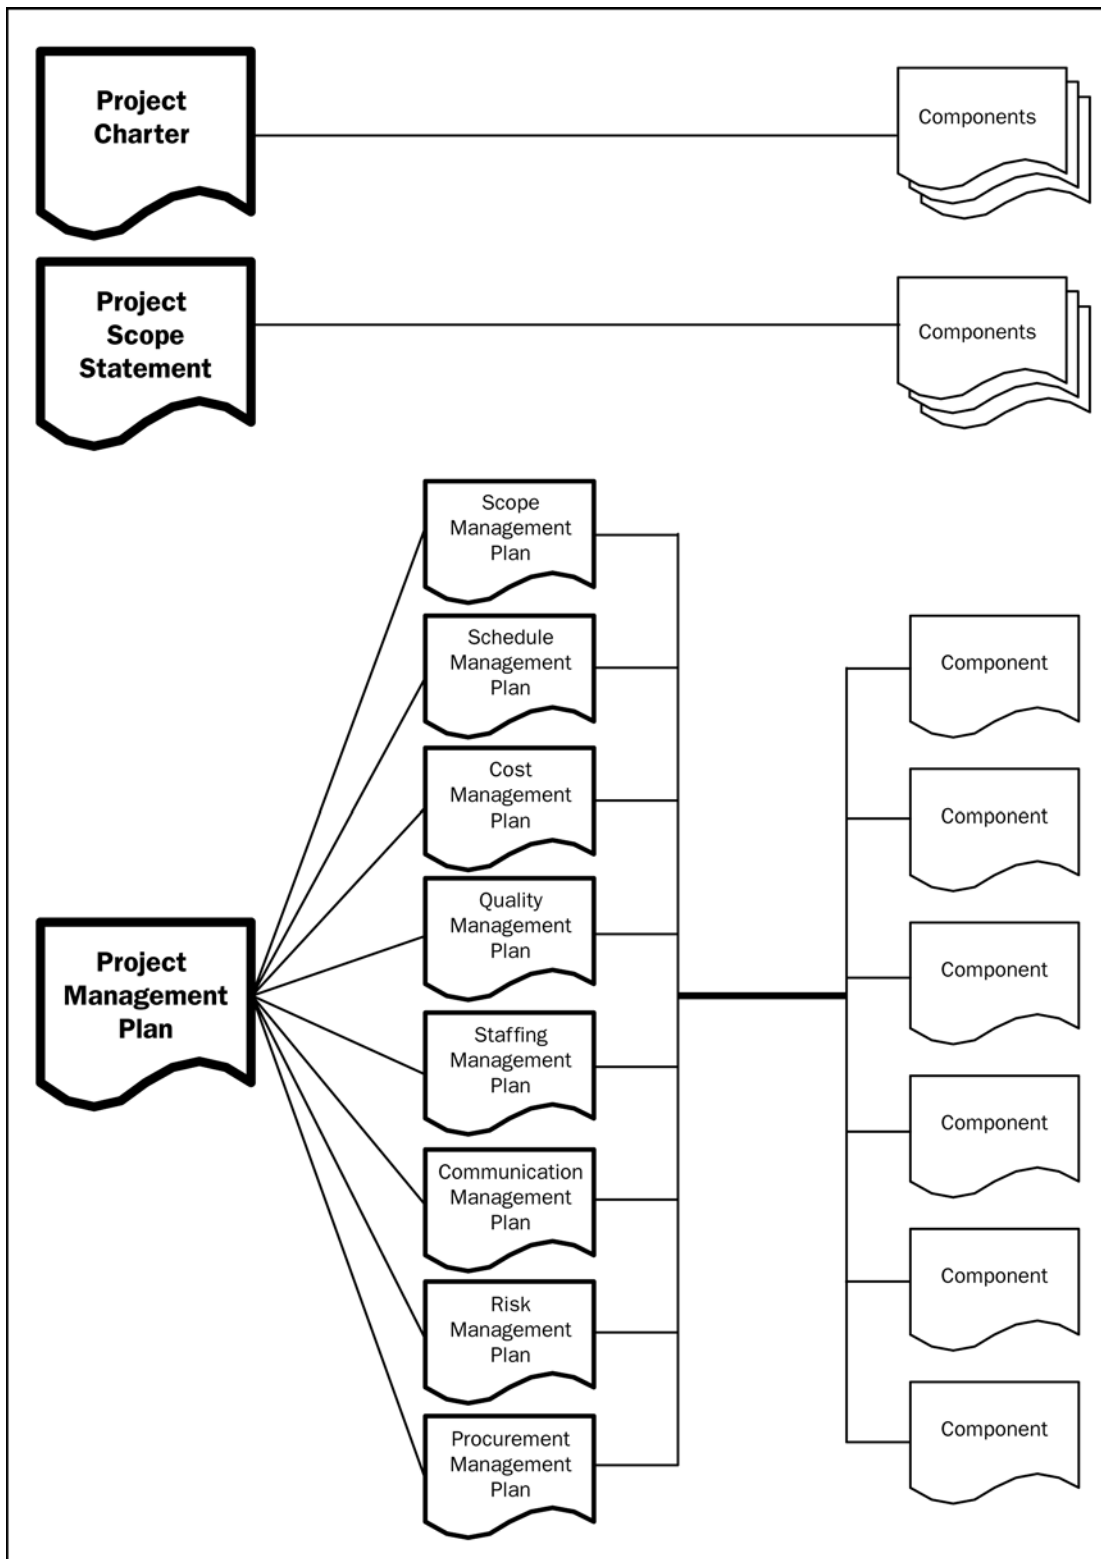 Project
Charter
Components
Project
Scope
Statement
Components
Project
Management
Plan
Scope
Management
Plan
Schedule
Management
Plan
Cost
Management
Plan
Quality
Management
Plan
Staffing
Management
Plan
Communication
Management
Plan
Risk
Management
Plan
Procurement
Management
Plan
Component
Component
Component
Component
Component
Component